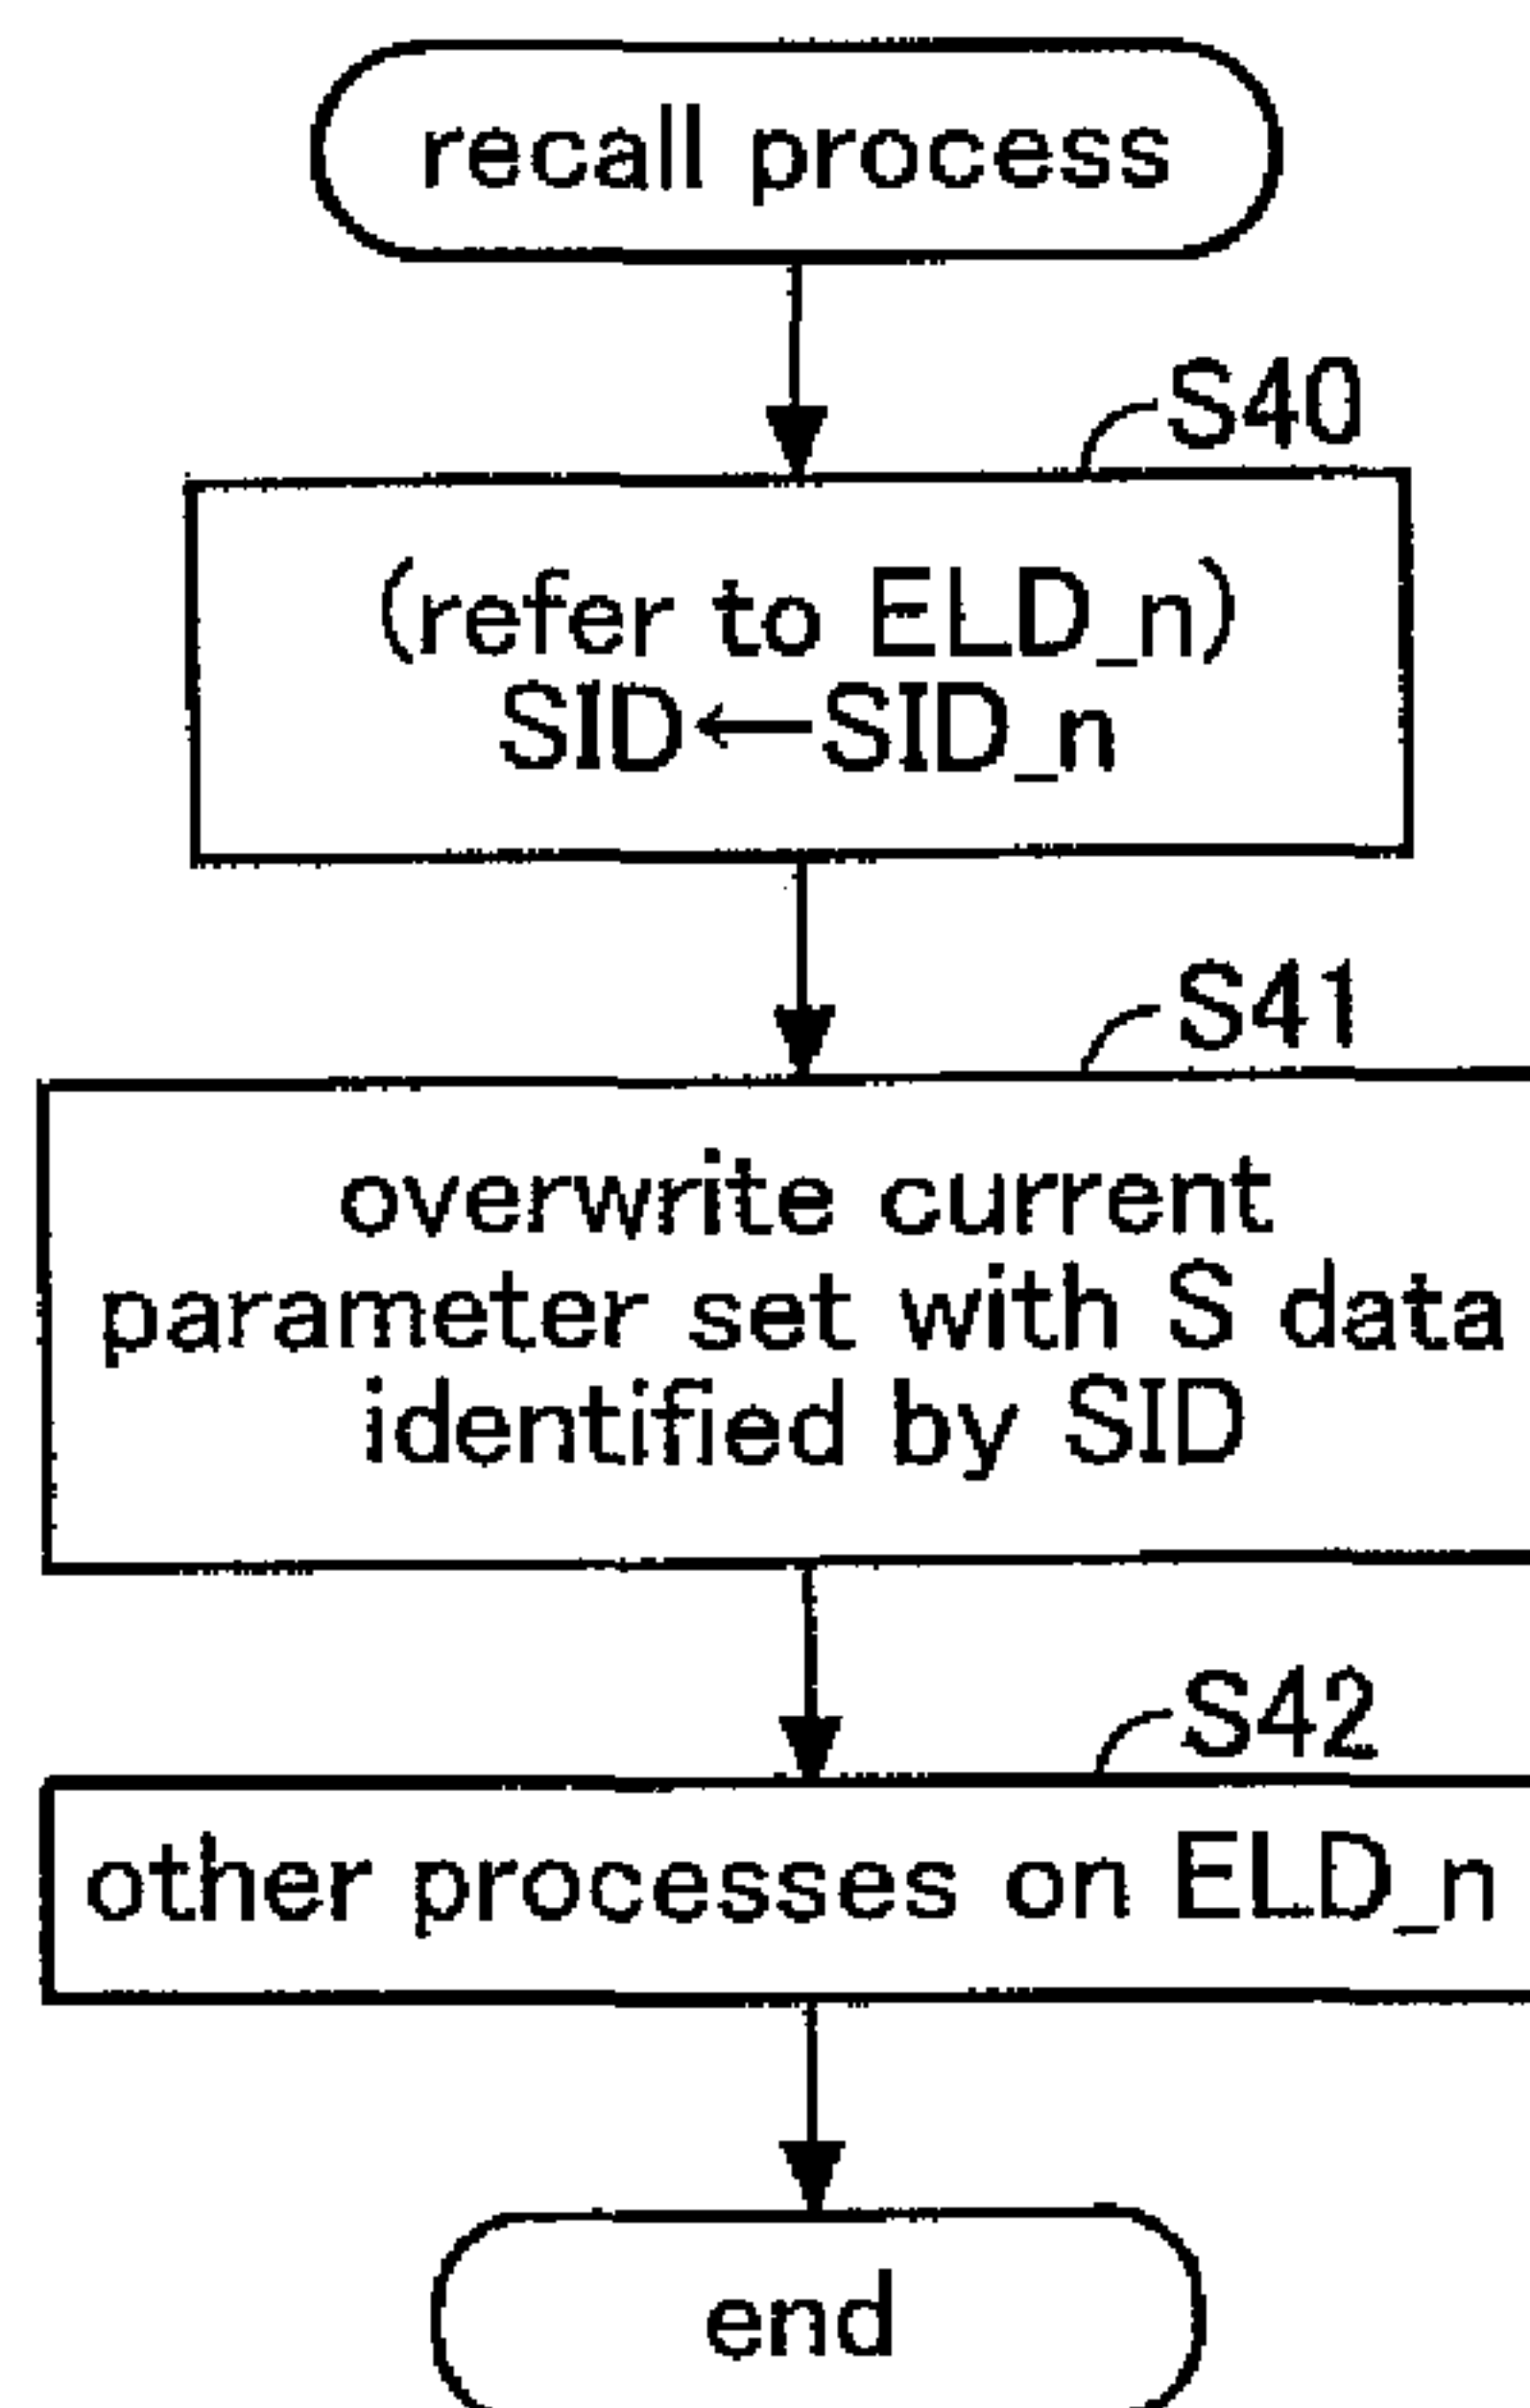 recall process
S40
(refer to ELD_n)
SID←SID_n
S41
overwrite current
parameter set with S data
identified by SID
S42
other processes on ELD_n
end